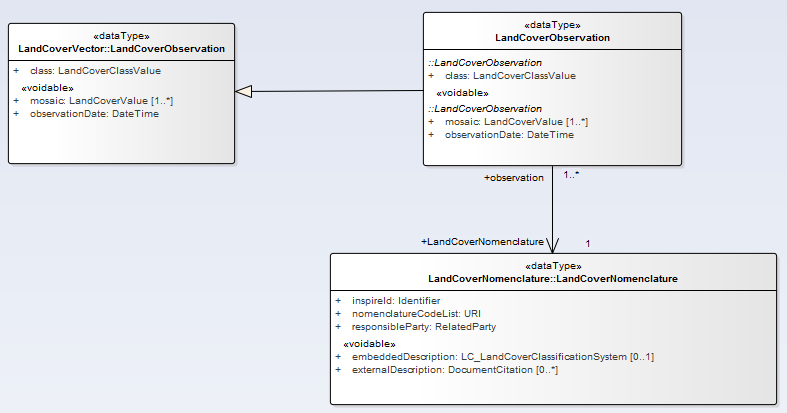 «dataType»
LandCoverVector::LandCoverObservation
+ class: LandCoverClassValue
«voidable»
+ mosaic: LandCoverValue [1..*]
+ observationDate: DateTime
«dataType»
LandCoverObservation
::LandCoverObservation
+ class: LandCoverClassValue
«voidable»
::LandCoverObservation
+ mosaic: LandCoverValue [1..*]
+ observationDate: DateTime
+observation 1..*
+LandCoverNomenclature 1
«dataType»
LandCoverNomenclature::LandCoverNomenclature
+ inspireId: Identifier
+ nomenclatureCodeList: URI
+ responsibleParty: RelatedParty
«voidable»
+ embeddedDescription: LC_LandCoverClassificationSystem [0..1]
+ externalDescription: DocumentCitation [0..*]